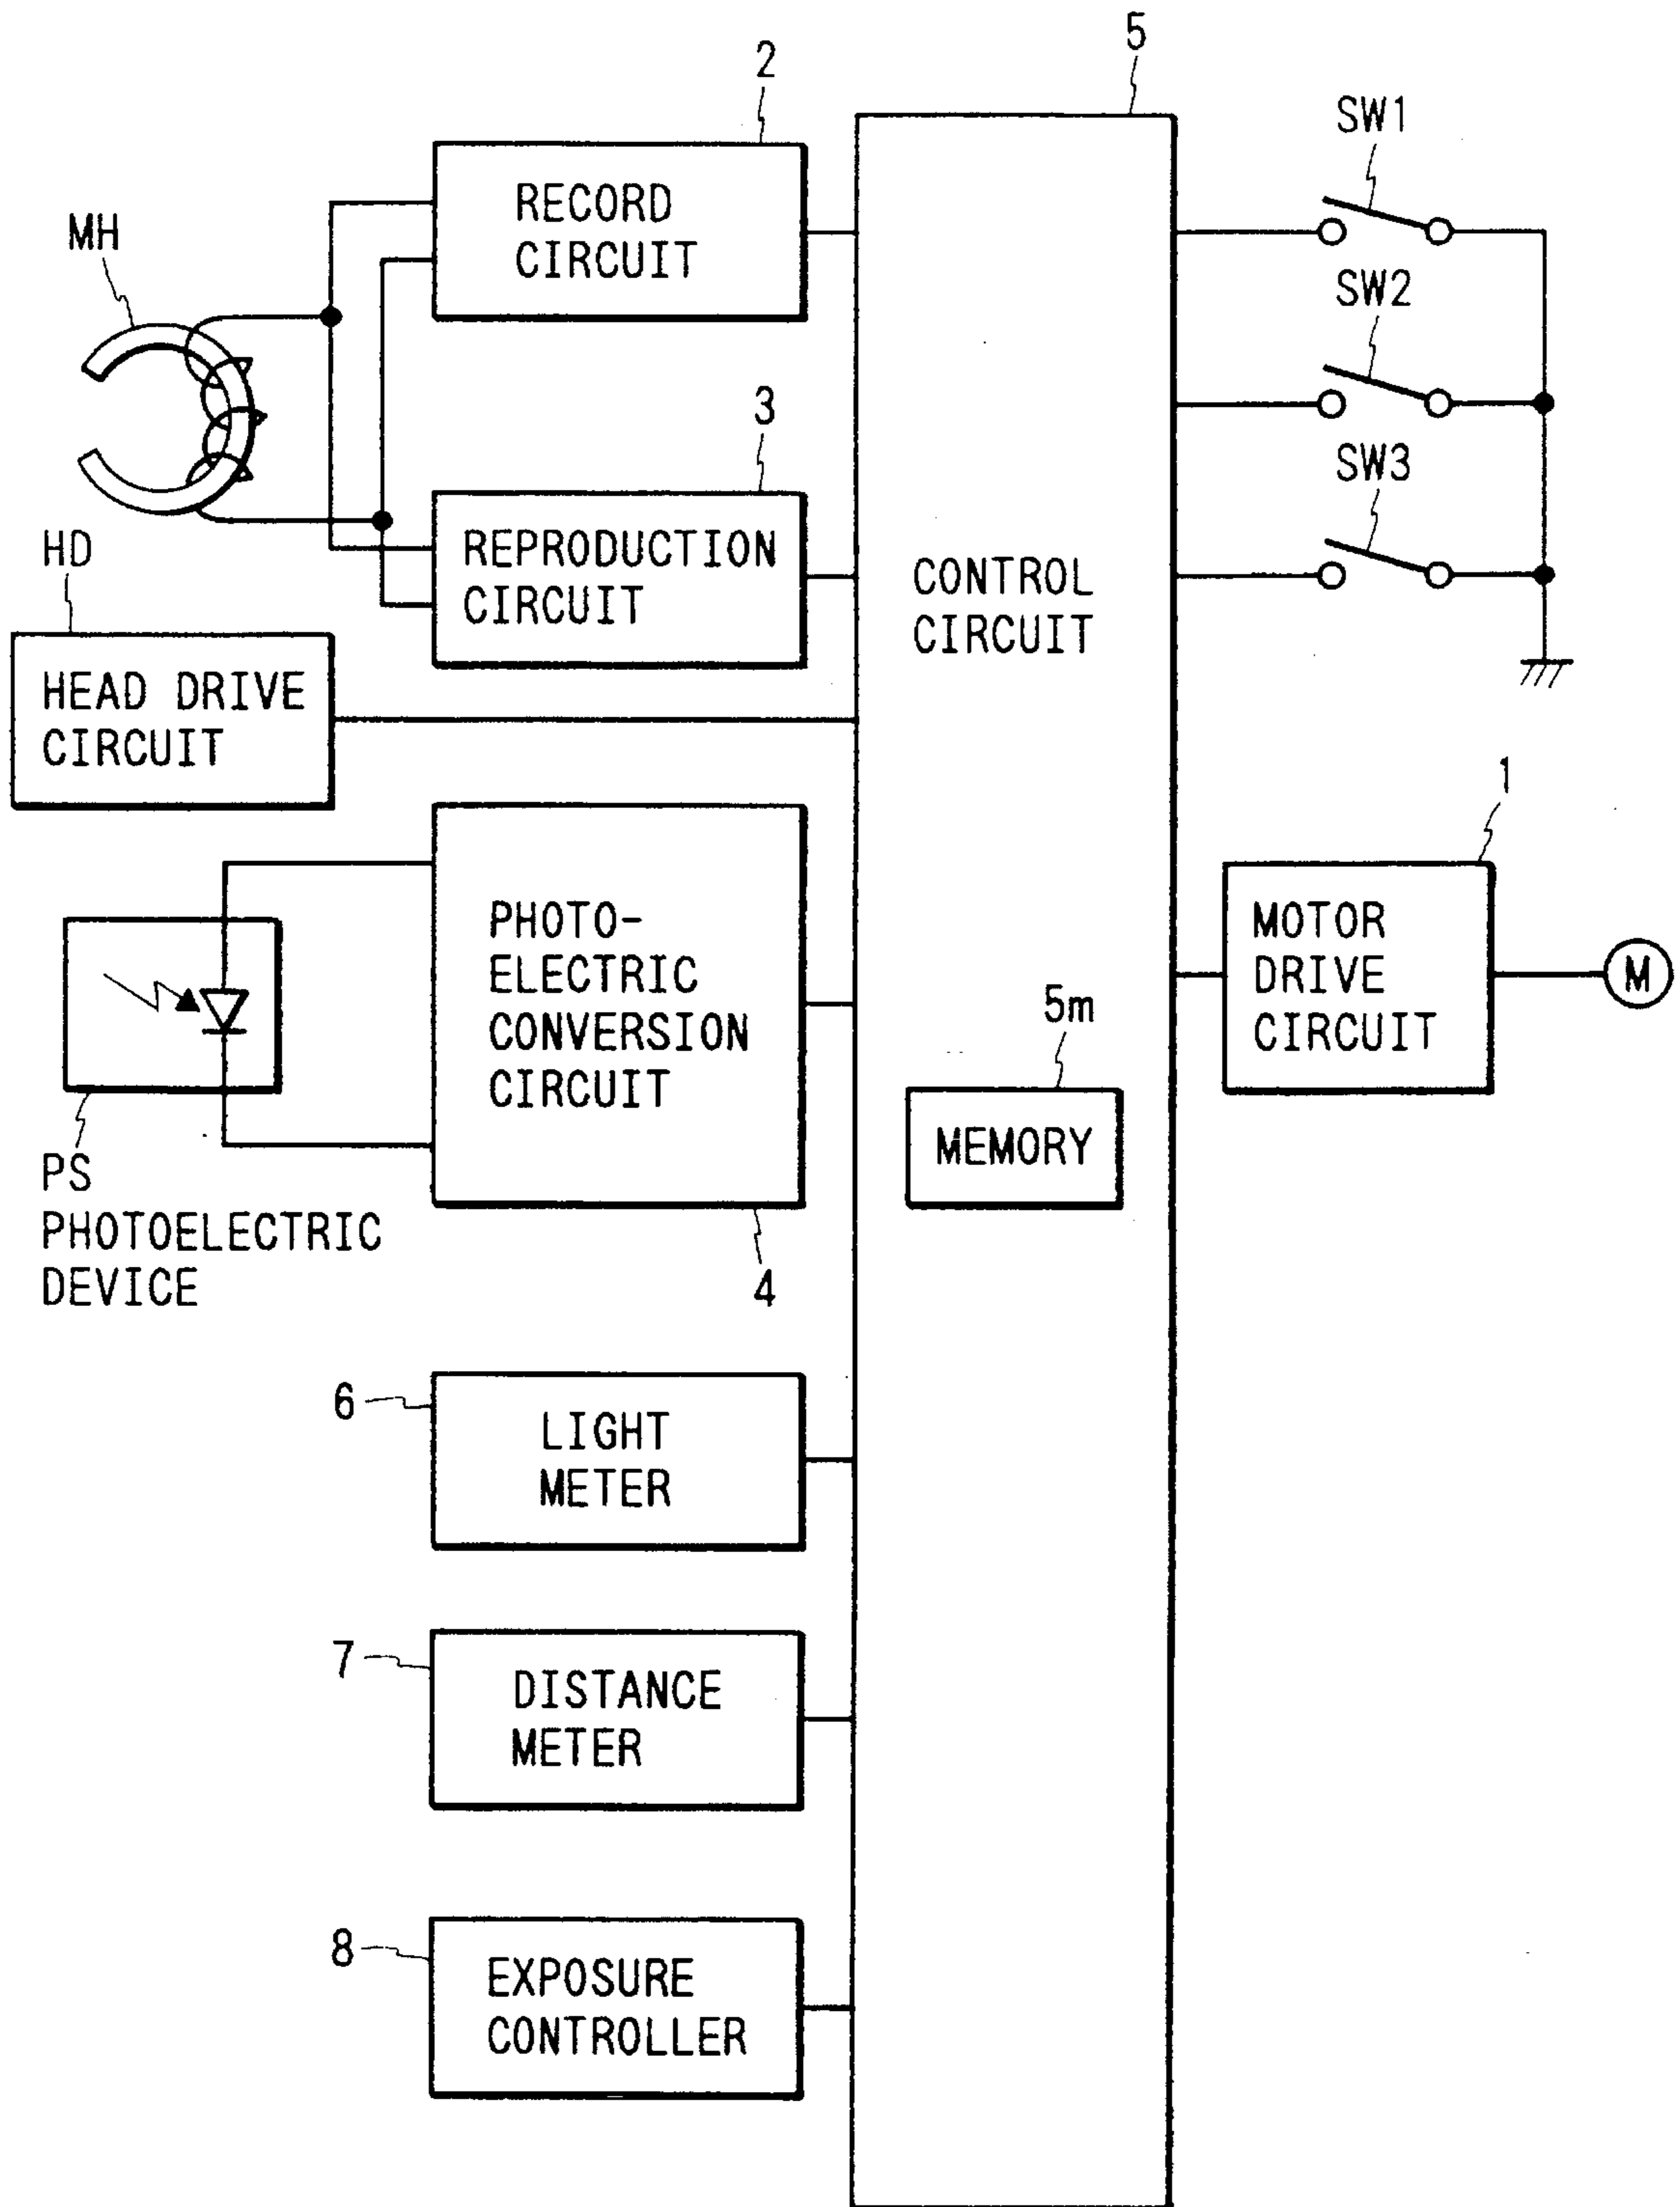 5
2
SW1
RECORD
CIRCUIT
MH
SW2
3
SW3
HD
REPRODUCTION
CIRCUIT
CONTROL
CIRCUIT
HEAD DRIVE
CIRCUIT
1
PHOTO-
ELECTRIC
CONVERSION
CIRCUIT
MOTOR
DRIVE
CIRCUIT
M
5m
MEMORY
PS
PHOTOELECTRIC
DEVICE
4
6
LIGHT
METER
7
DISTANCE
METER
8
EXPOSURE
CONTROLLER